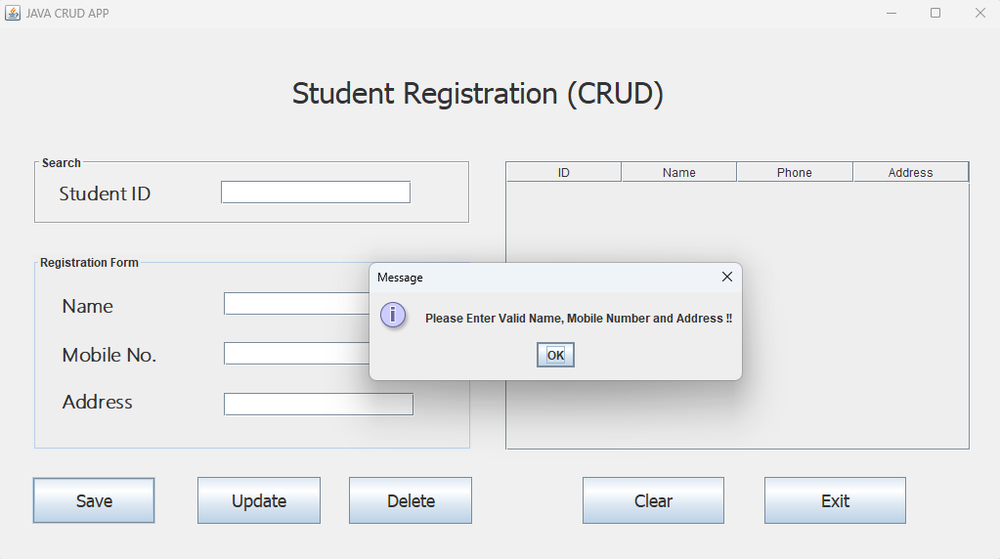 JAVA CRUD APP
Student Registration (CRUD)
Search
Student ID
ID Name Phone Address
Registration Form
Name
Mobile No.
Address
Message
i
Please Enter Valid Name, Mobile Number and Address !!
OK
Save Update Delete Clear Exit